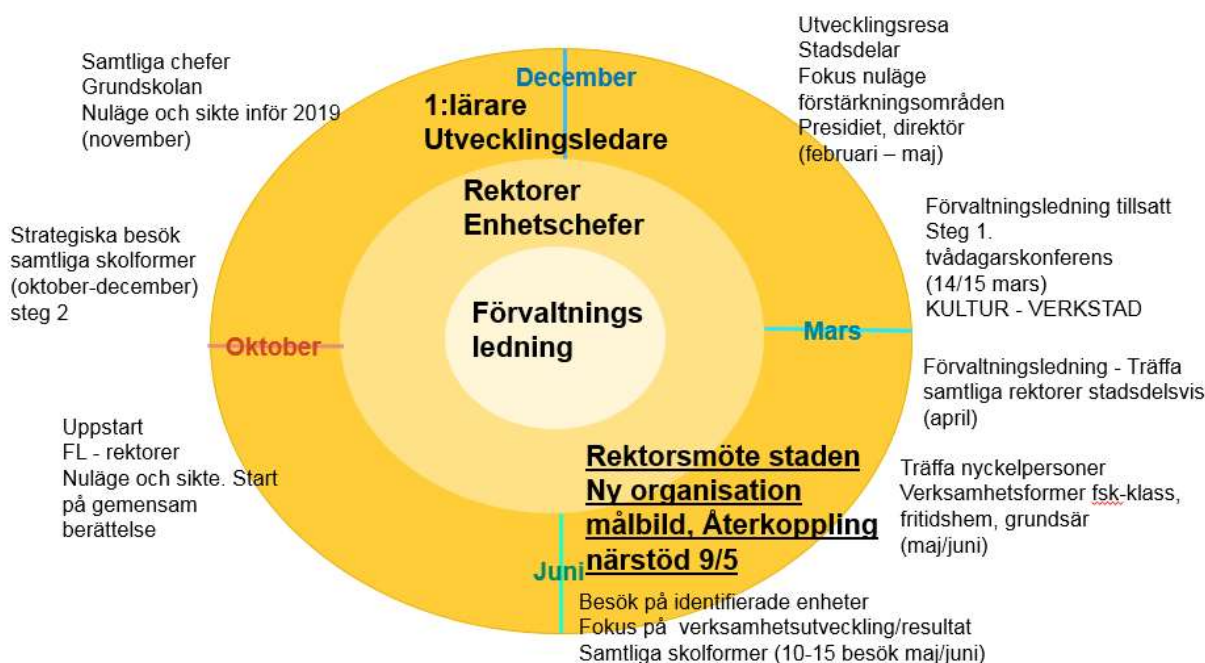 Samtliga chefer
Grundskolan
Nuläge och sikte inför 2019
(november)
December
1:lärare
Utvecklingsledare
Utvecklingsresa
Stadsdelar
Fokus nuläge
förstärkningsområden
Presidiet, direktör
(februari – maj)
Rektorer
Enhetschefer
Förvaltnings
ledning
Strategiska besök
samtliga skolformer
(oktober-december)
steg 2
Oktober
Förvaltningsledning tillsatt
Steg 1.
tvådagarskonferens
(14/15 mars)
KULTUR - VERKSTAD
Mars
Förvaltningsledning - Träffa
samtliga rektorer stadsdelsvis
(april)
Uppstart
FL - rektorer
Nuläge och sikte. Start
på gemensam
berättelse
Rektorsmöte staden
Ny organisation
målbild, Återkoppling
närstöd 9/5
Träffa nyckelpersoner
Verksamhetsformer fsk-klass,
fritidshem, grundsär
(maj/juni)
Juni
Besök på identifierade enheter
Fokus på verksamhetsutveckling/resultat
Samtliga skolformer (10-15 besök maj/juni)